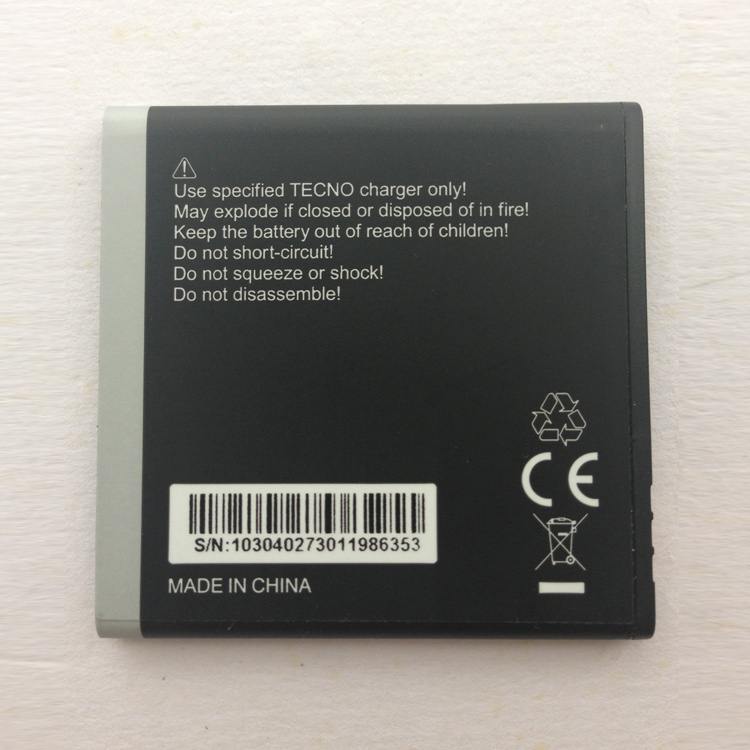 Use specified TECNO charger only!
May explode if closed or disposed of in fire!
Keep the battery out of reach of children!
Do not short-circuit!
Do not squeeze or shock!
Do not disassemble!
CE
S/N:103040273011986353
MADE IN CHINA